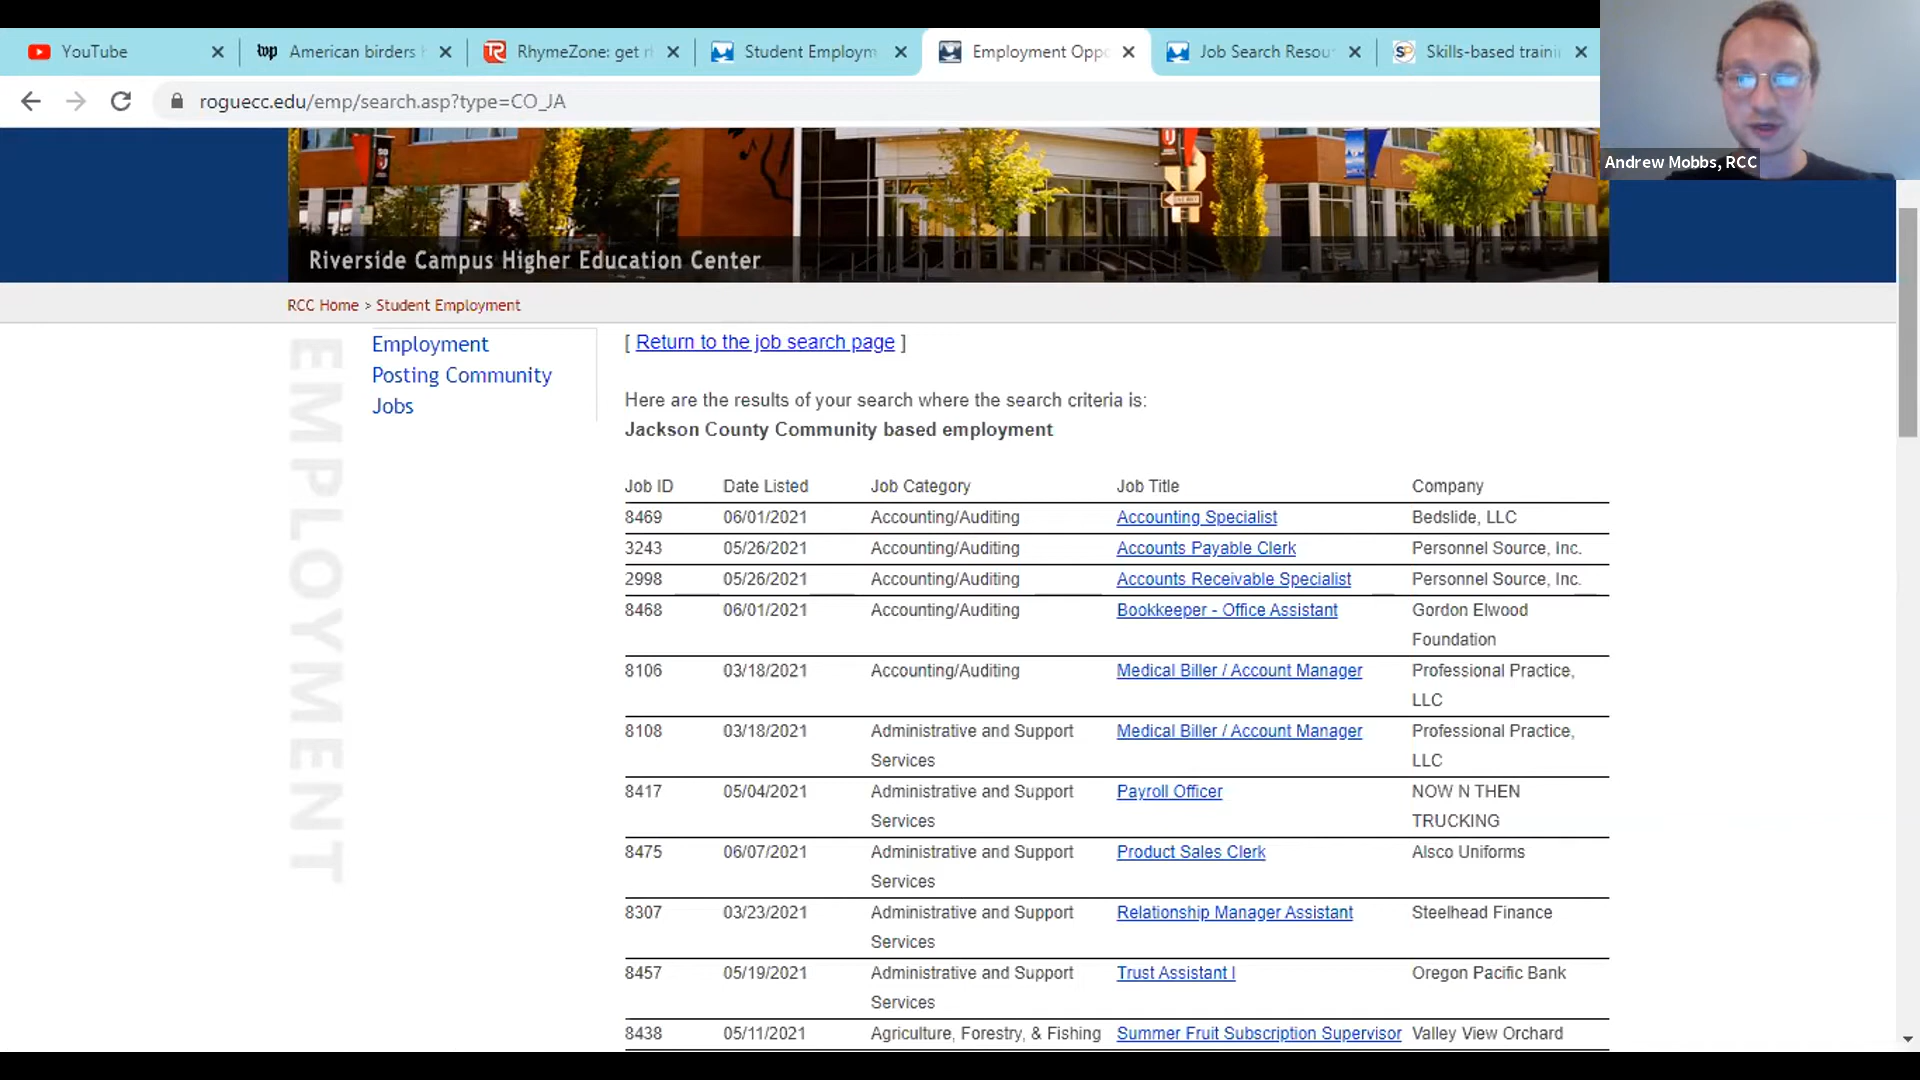 YouTube
American birders
RhymeZone: get
Student Employm
Employment Oppo
Job Search Resou
Skills-based traini
roguecc.edu/emp/search.asp?type=CO_JA
Andrew Mobbs, RCC
Riverside Campus Higher Education Center
RCC Home > Student Employment
EMPLOYMENT
Employment
Posting Community
Jobs
[ Return to the job search page ]
Here are the results of your search where the search criteria is:
Jackson County Community based employment
Job ID Date Listed Job Category Job Title Company
8469 06/01/2021 Accounting/Auditing Accounting Specialist Bedslide, LLC
3243 05/26/2021 Accounting/Auditing Accounts Payable Clerk Personnel Source, Inc.
2998 05/26/2021 Accounting/Auditing Accounts Receivable Specialist Personnel Source, Inc.
8468 06/01/2021 Accounting/Auditing Bookkeeper - Office Assistant Gordon Elwood
Foundation
8106 03/18/2021 Accounting/Auditing Medical Biller / Account Manager Professional Practice,
LLC
8108 03/18/2021 Administrative and Support Medical Biller / Account Manager Professional Practice,
Services LLC
8417 05/04/2021 Administrative and Support Payroll Officer NOW N THEN
Services TRUCKING
8475 06/07/2021 Administrative and Support Product Sales Clerk Alsco Uniforms
Services
8307 03/23/2021 Administrative and Support Relationship Manager Assistant Steelhead Finance
Services
8457 05/19/2021 Administrative and Support Trust Assistant I Oregon Pacific Bank
Services
8438 05/11/2021 Agriculture, Forestry, & Fishing Summer Fruit Subscription Supervisor Valley View Orchard